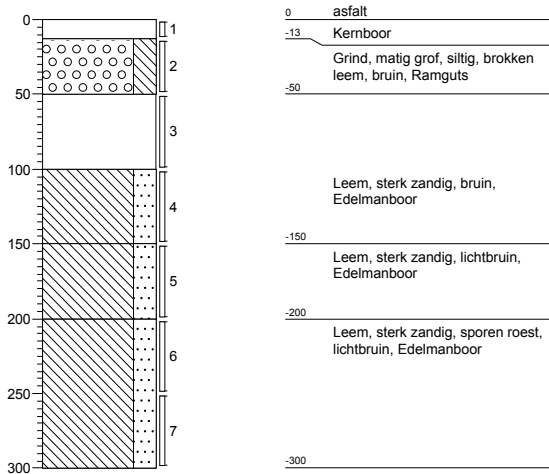 0
50
100
150
200
250
300
1
2
3
4
5
6
7
0
asfalt
-13
Kernboor
Grind, matig grof, siltig, brokken
leem, bruin, Ramguts
-50
Leem, sterk zandig, bruin,
Edelmanboor
-150
Leem, sterk zandig, lichtbruin,
Edelmanboor
-200
Leem, sterk zandig, sporen roest,
lichtbruin, Edelmanboor
-300